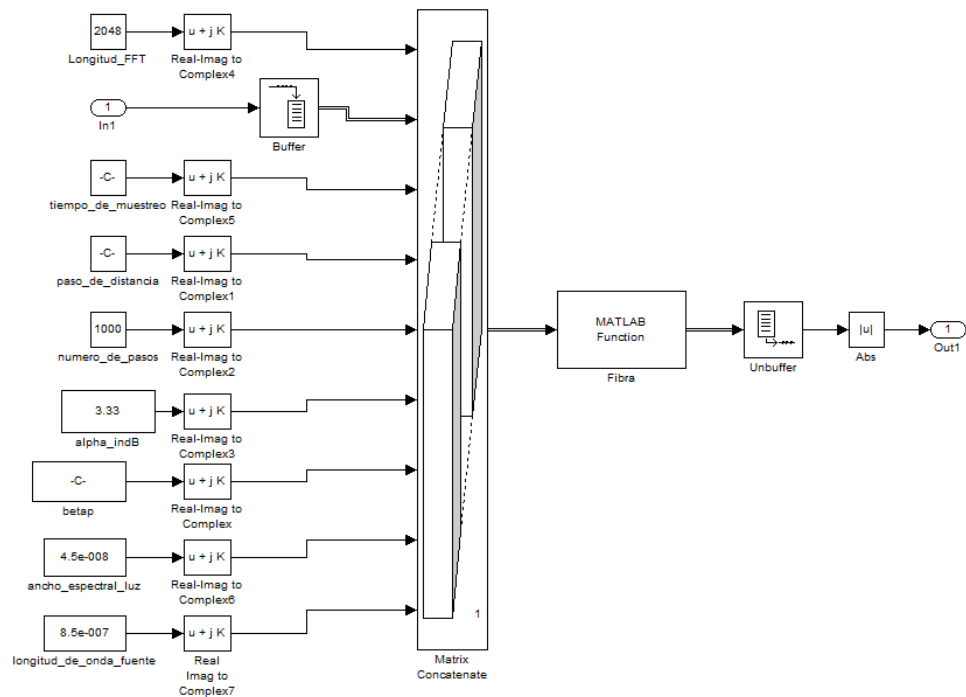 2048
Longitud_FFT
u + j K
Real-Imag to
Complex4
1
In1
Buffer
-C-
tiempo_de_muestreo
u + j K
Real-Imag to
Complex5
-C-
paso_de_distancia
u + j K
Real-Imag to
Complex1
1000
numero_de_pasos
u + j K
Real-Imag to
Complex2
3.33
alpha_indB
u + j K
Real-Imag to
Complex3
-C-
betap
u + j K
Real-Imag to
Complex
4.5e-008
ancho_espectral_luz
u + j K
Real-Imag to
Complex6
8.5e-007
longitud_de_onda_fuente
u + j K
Real
Imag to
Complex7
1
Matrix
Concatenate
MATLAB
Function
Fibra
Unbuffer
|u|
Abs
1
Out1